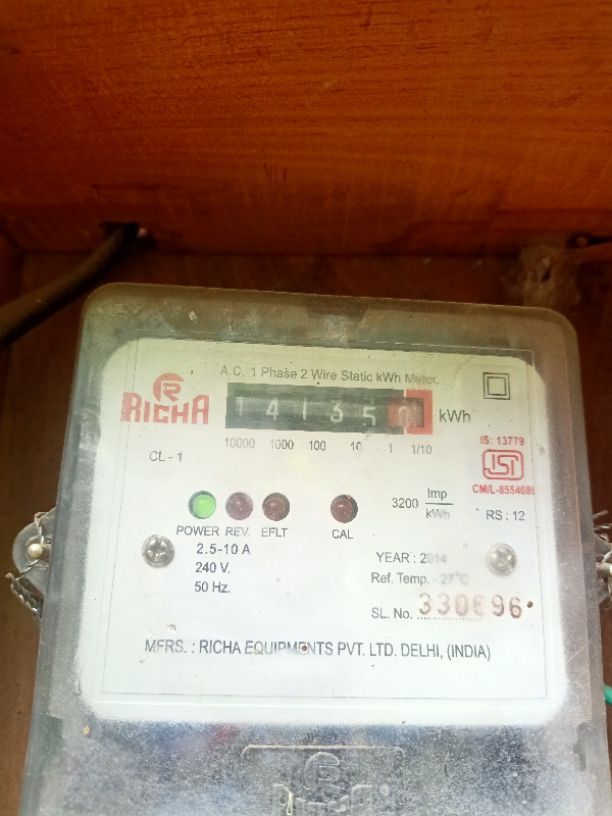 A.C. 1 Phase 2 Wire Static kWh Meter.
RICHA
14135 kWh
10000 1000 100 10 1 1/10
CL - 1
IS: 13779
CM/L-8554689
3200 Imp/kWh
RS : 12
POWER REV. EFLT CAL
2.5-10 A
240 V.
50 Hz.
YEAR : 2014
Ref. Temp. - 27°C
SL. No. 330696
MFRS. : RICHA EQUIPMENTS PVT. LTD. DELHI, (INDIA)